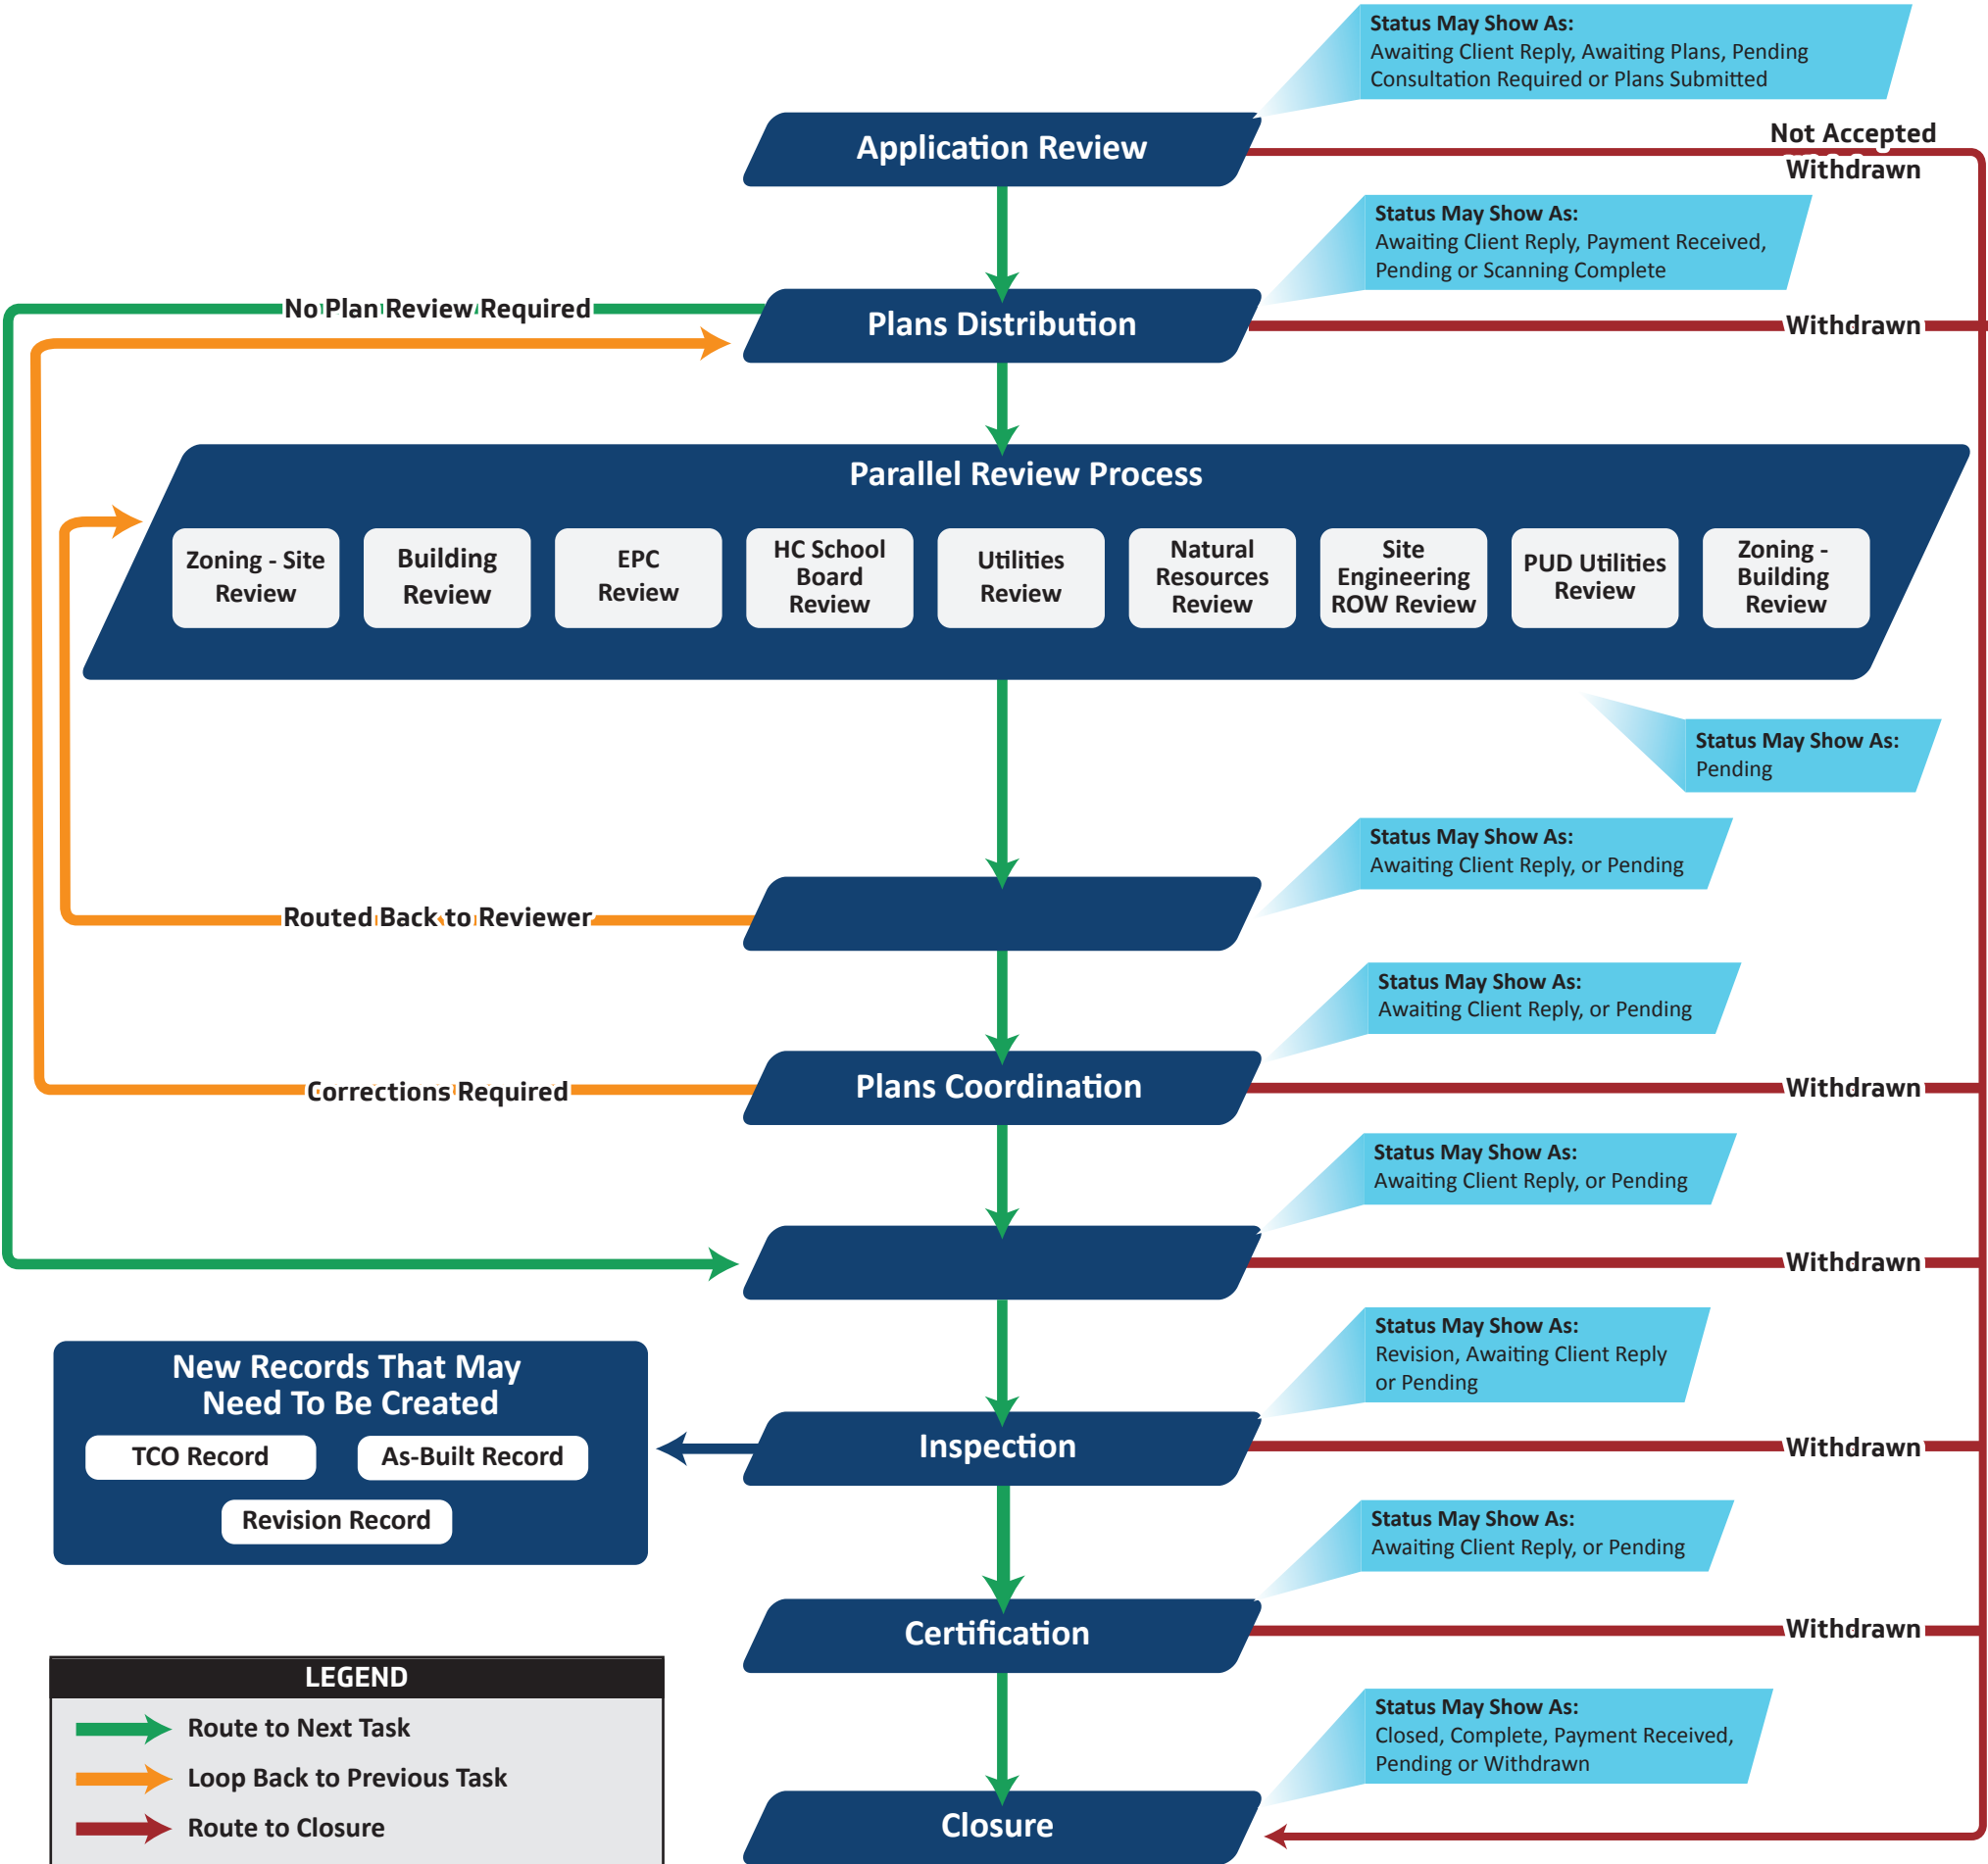 Status May Show As:
Awaiting Client Reply, Awaiting Plans, Pending
Consultation Required or Plans Submitted
Application Review
Not Accepted
Withdrawn
Status May Show As:
Awaiting Client Reply, Payment Received,
Pending or Scanning Complete
No Plan Review Required
Plans Distribution
Withdrawn
Parallel Review Process
Zoning - Site
Review
Building
Review
EPC
Review
HC School
Board
Review
Utilities
Review
Natural
Resources
Review
Site
Engineering
ROW Review
PUD Utilities
Review
Zoning -
Building
Review
Status May Show As:
Pending
Status May Show As:
Awaiting Client Reply, or Pending
Routed Back to Reviewer
Status May Show As:
Awaiting Client Reply, or Pending
Corrections Required
Plans Coordination
Withdrawn
Status May Show As:
Awaiting Client Reply, or Pending
Withdrawn
Status May Show As:
Revision, Awaiting Client Reply
or Pending
New Records That May
Need To Be Created
TCO Record
As-Built Record
Revision Record
Inspection
Withdrawn
Status May Show As:
Awaiting Client Reply, or Pending
Certification
Withdrawn
LEGEND
Route to Next Task
Loop Back to Previous Task
Route to Closure
Status May Show As:
Closed, Complete, Payment Received,
Pending or Withdrawn
Closure